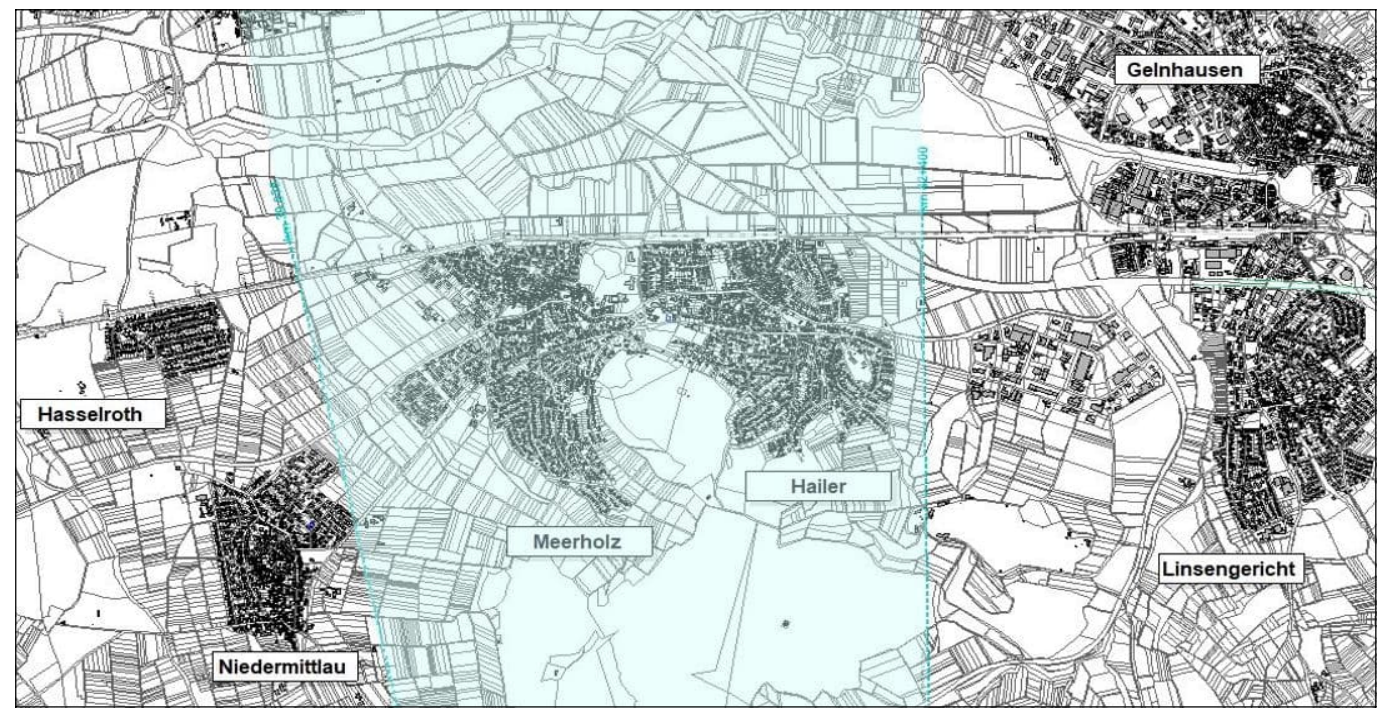 Gelnhausen
Hasselroth
Hailer
Meerholz
Linsengericht
Niedermittlau